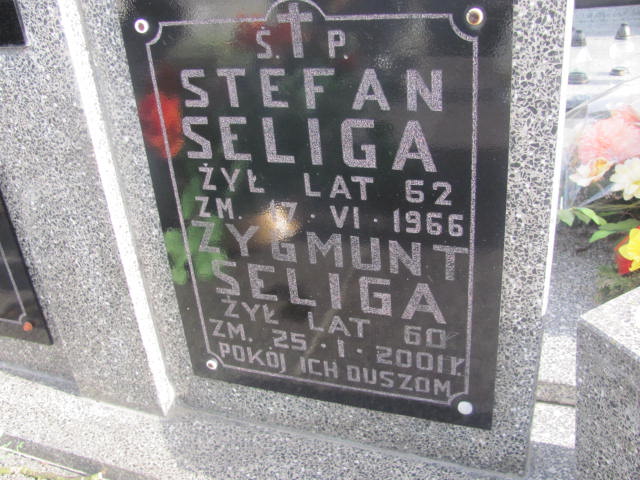 Ś. P.
STEFAN
SELIGA
ŻYŁ LAT 62
ZM. 17. VI. 1966
ZYGMUNT
SELIGA
ŻYŁ LAT 60
ZM. 25. I. 2001R
POKÓJ ICH DUSZOM